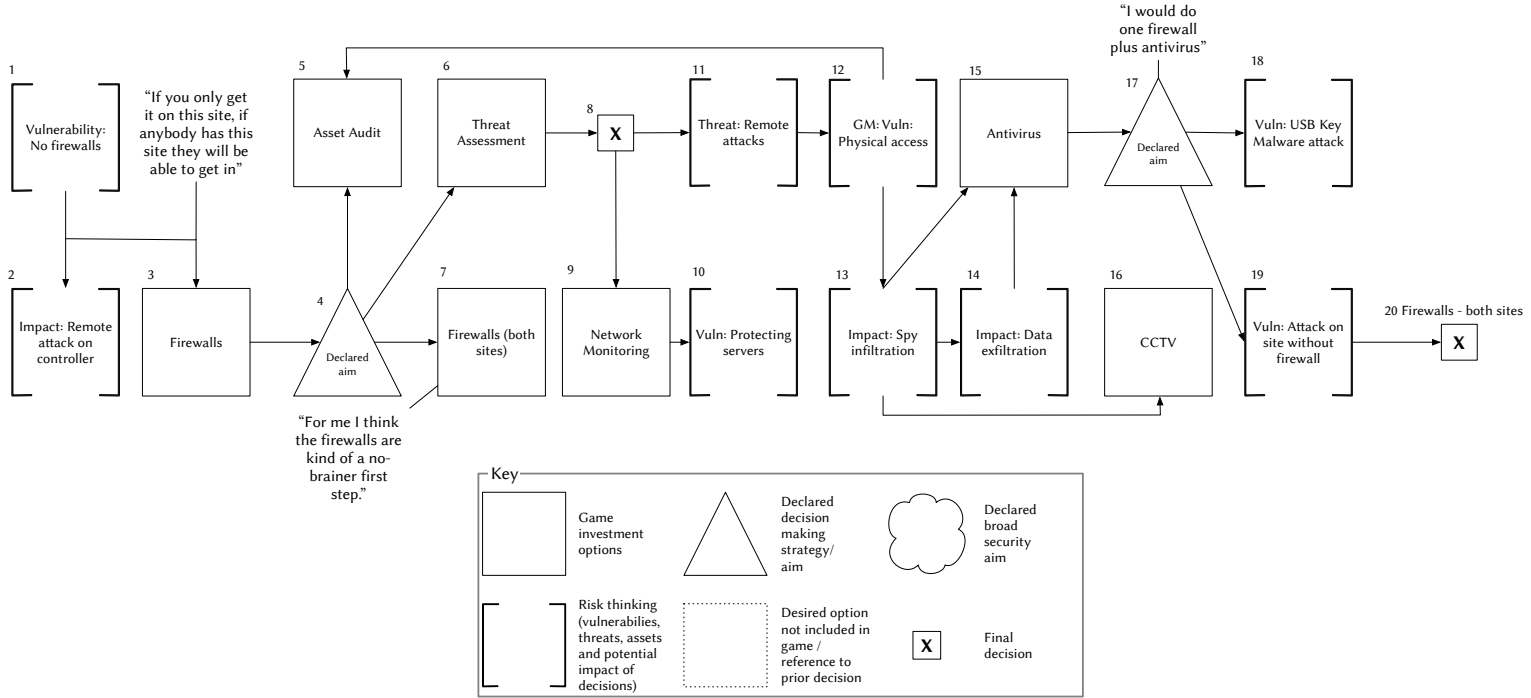 1
Vulnerability:
No firewalls
“If you only get
it on this site, if
anybody has this
site they will be
able to get in”
5
Asset Audit
6
Threat
Assessment
8
X
11
Threat: Remote
attacks
12
GM: Vuln:
Physical access
15
Antivirus
“I would do
one firewall
plus antivirus”
17
Declared
aim
18
Vuln: USB Key
Malware attack
2
Impact: Remote
attack on
controller
3
Firewalls
4
Declared
aim
7
Firewalls (both
sites)
“For me I think
the firewalls are
kind of a no-
brainer first
step.”
9
Network
Monitoring
10
Vuln: Protecting
servers
13
Impact: Spy
infiltration
14
Impact: Data
exfiltration
16
CCTV
19
Vuln: Attack on
site without
firewall
20 Firewalls - both sites
X
Key
Game
investment
options
Declared
decision
making
strategy/
aim
Declared
broad
security
aim
Risk thinking
(vulnerabilies,
threats, assets
and potential
impact of
decisions)
Desired option
not included in
game /
reference to
prior decision
X
Final
decision